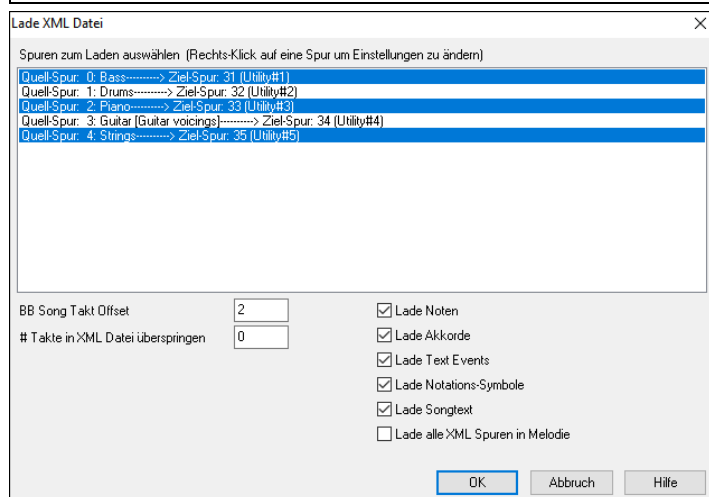 Lade XML Datei
Spuren zum Laden auswählen (Rechts-Klick auf eine Spur um Einstellungen zu ändern)
Quell-Spur: 0: Bass----------> Ziel-Spur: 31 (Utility#1)
Quell-Spur: 1: Drums----------> Ziel-Spur: 32 (Utility#2)
Quell-Spur: 2: Piano----------> Ziel-Spur: 33 (Utility#3)
Quell-Spur: 3: Guitar [Guitar voicings]----------> Ziel-Spur: 34 (Utility#4)
Quell-Spur: 4: Strings----------> Ziel-Spur: 35 (Utility#5)
BB Song Takt Offset 2
# Takte in XML Datei überspringen 0
Lade Noten
Lade Akkorde
Lade Text Events
Lade Notations-Symbole
Lade Songtext
Lade alle XML Spuren in Melodie
OK Abbruch Hilfe